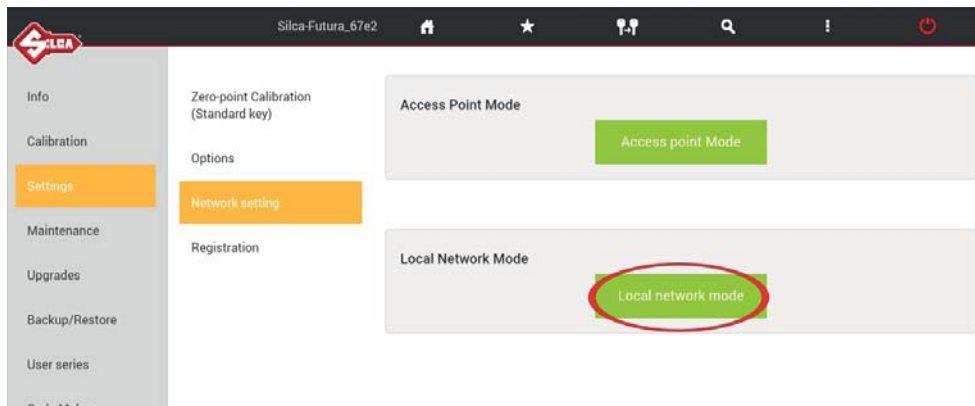 Silca-Futura_67e2
SILCA
Info
Calibration
Settings
Maintenance
Upgrades
Backup/Restore
User series
Zero-point Calibration
(Standard key)
Options
Network setting
Registration
Access Point Mode
Access point Mode
Local Network Mode
Local network mode